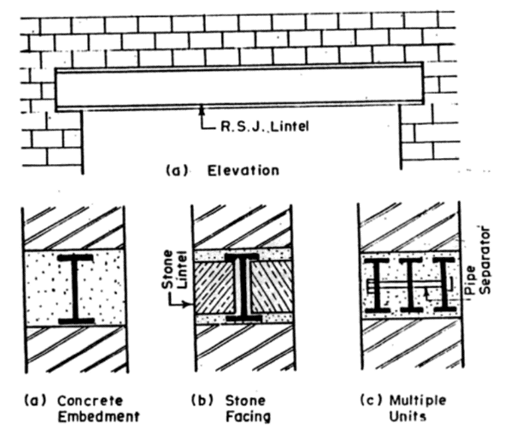 R.S.J. Lintel
(a) Elevation
Stone
Lintel
Pipe
Separator
(a) Concrete
Embedment
(b) Stone
Facing
(c) Multiple
Units